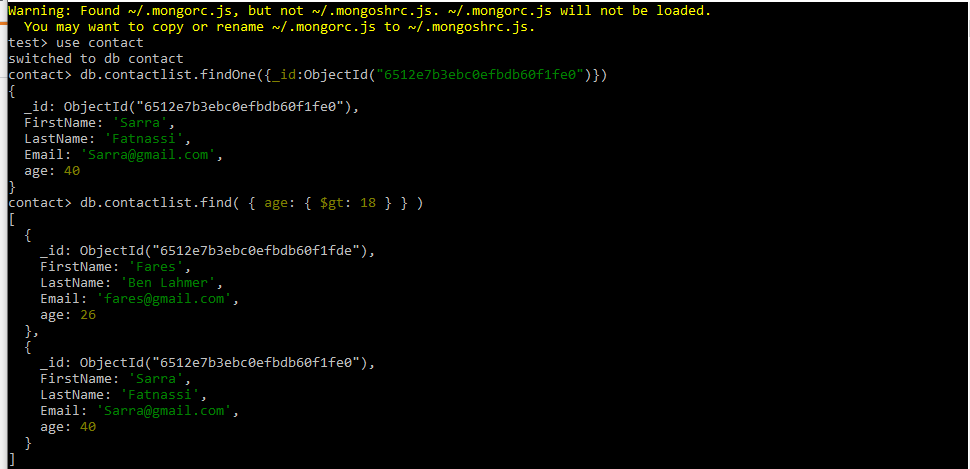 Warning: Found ~/.mongorc.js, but not ~/.mongoshrc.js. ~/.mongorc.js will not be loaded.
  You may want to copy or rename ~/.mongorc.js to ~/.mongoshrc.js.
test> use contact
switched to db contact
contact> db.contactlist.findOne({_id:ObjectId("6512e7b3ebc0efbdb60f1fe0")})
{
  _id: ObjectId("6512e7b3ebc0efbdb60f1fe0"),
  FirstName: 'Sarra',
  LastName: 'Fatnassi',
  Email: 'Sarra@gmail.com',
  age: 40
}
contact> db.contactlist.find( { age: { $gt: 18 } } )
[
  {
    _id: ObjectId("6512e7b3ebc0efbdb60f1fde"),
    FirstName: 'Fares',
    LastName: 'Ben Lahmer',
    Email: 'fares@gmail.com',
    age: 26
  },
  {
    _id: ObjectId("6512e7b3ebc0efbdb60f1fe0"),
    FirstName: 'Sarra',
    LastName: 'Fatnassi',
    Email: 'Sarra@gmail.com',
    age: 40
  }
]